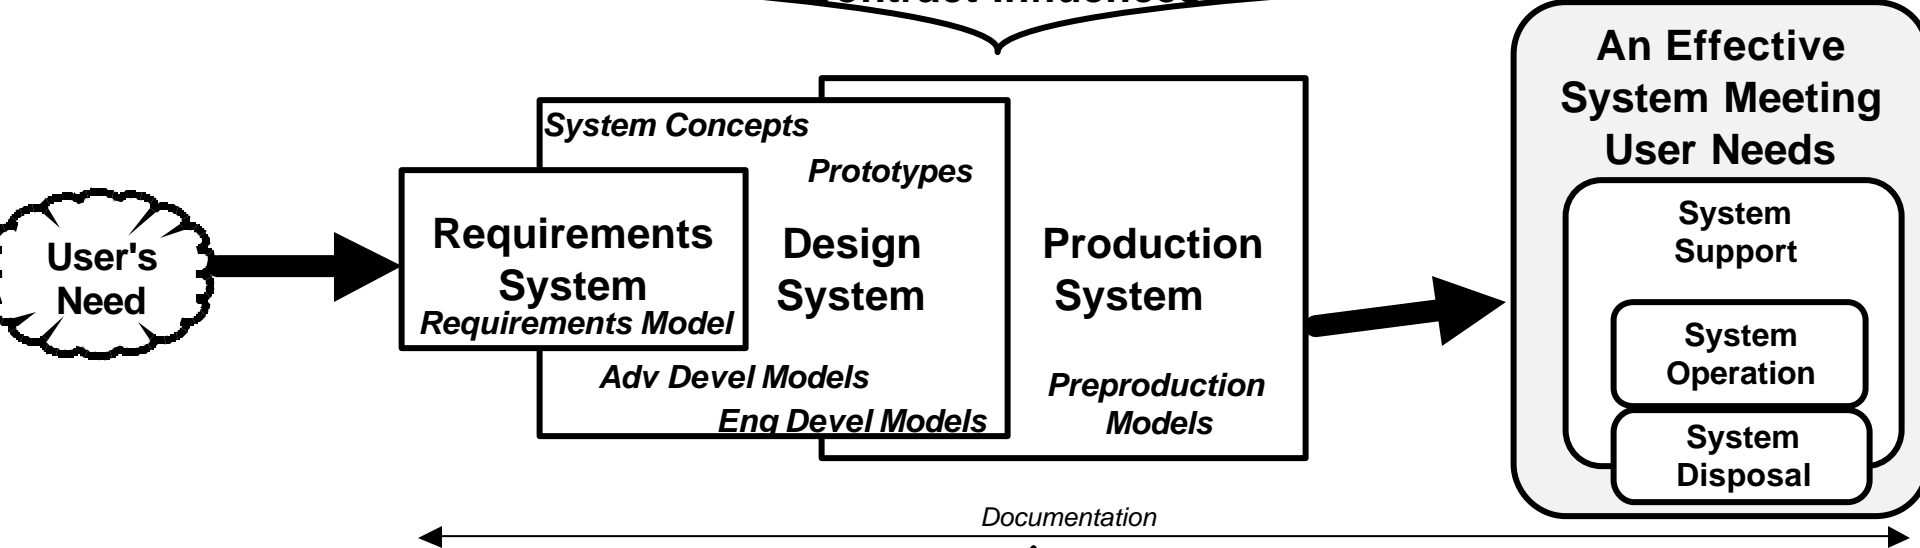 An Effective
System Meeting
User Needs
System Concepts
Prototypes
User's
Need
Requirements
System
Requirements Model
Design
System
Production
System
Adv Devel Models
Eng Devel Models
Preproduction
Models
System
Support
System
Operation
System
Disposal
Documentation